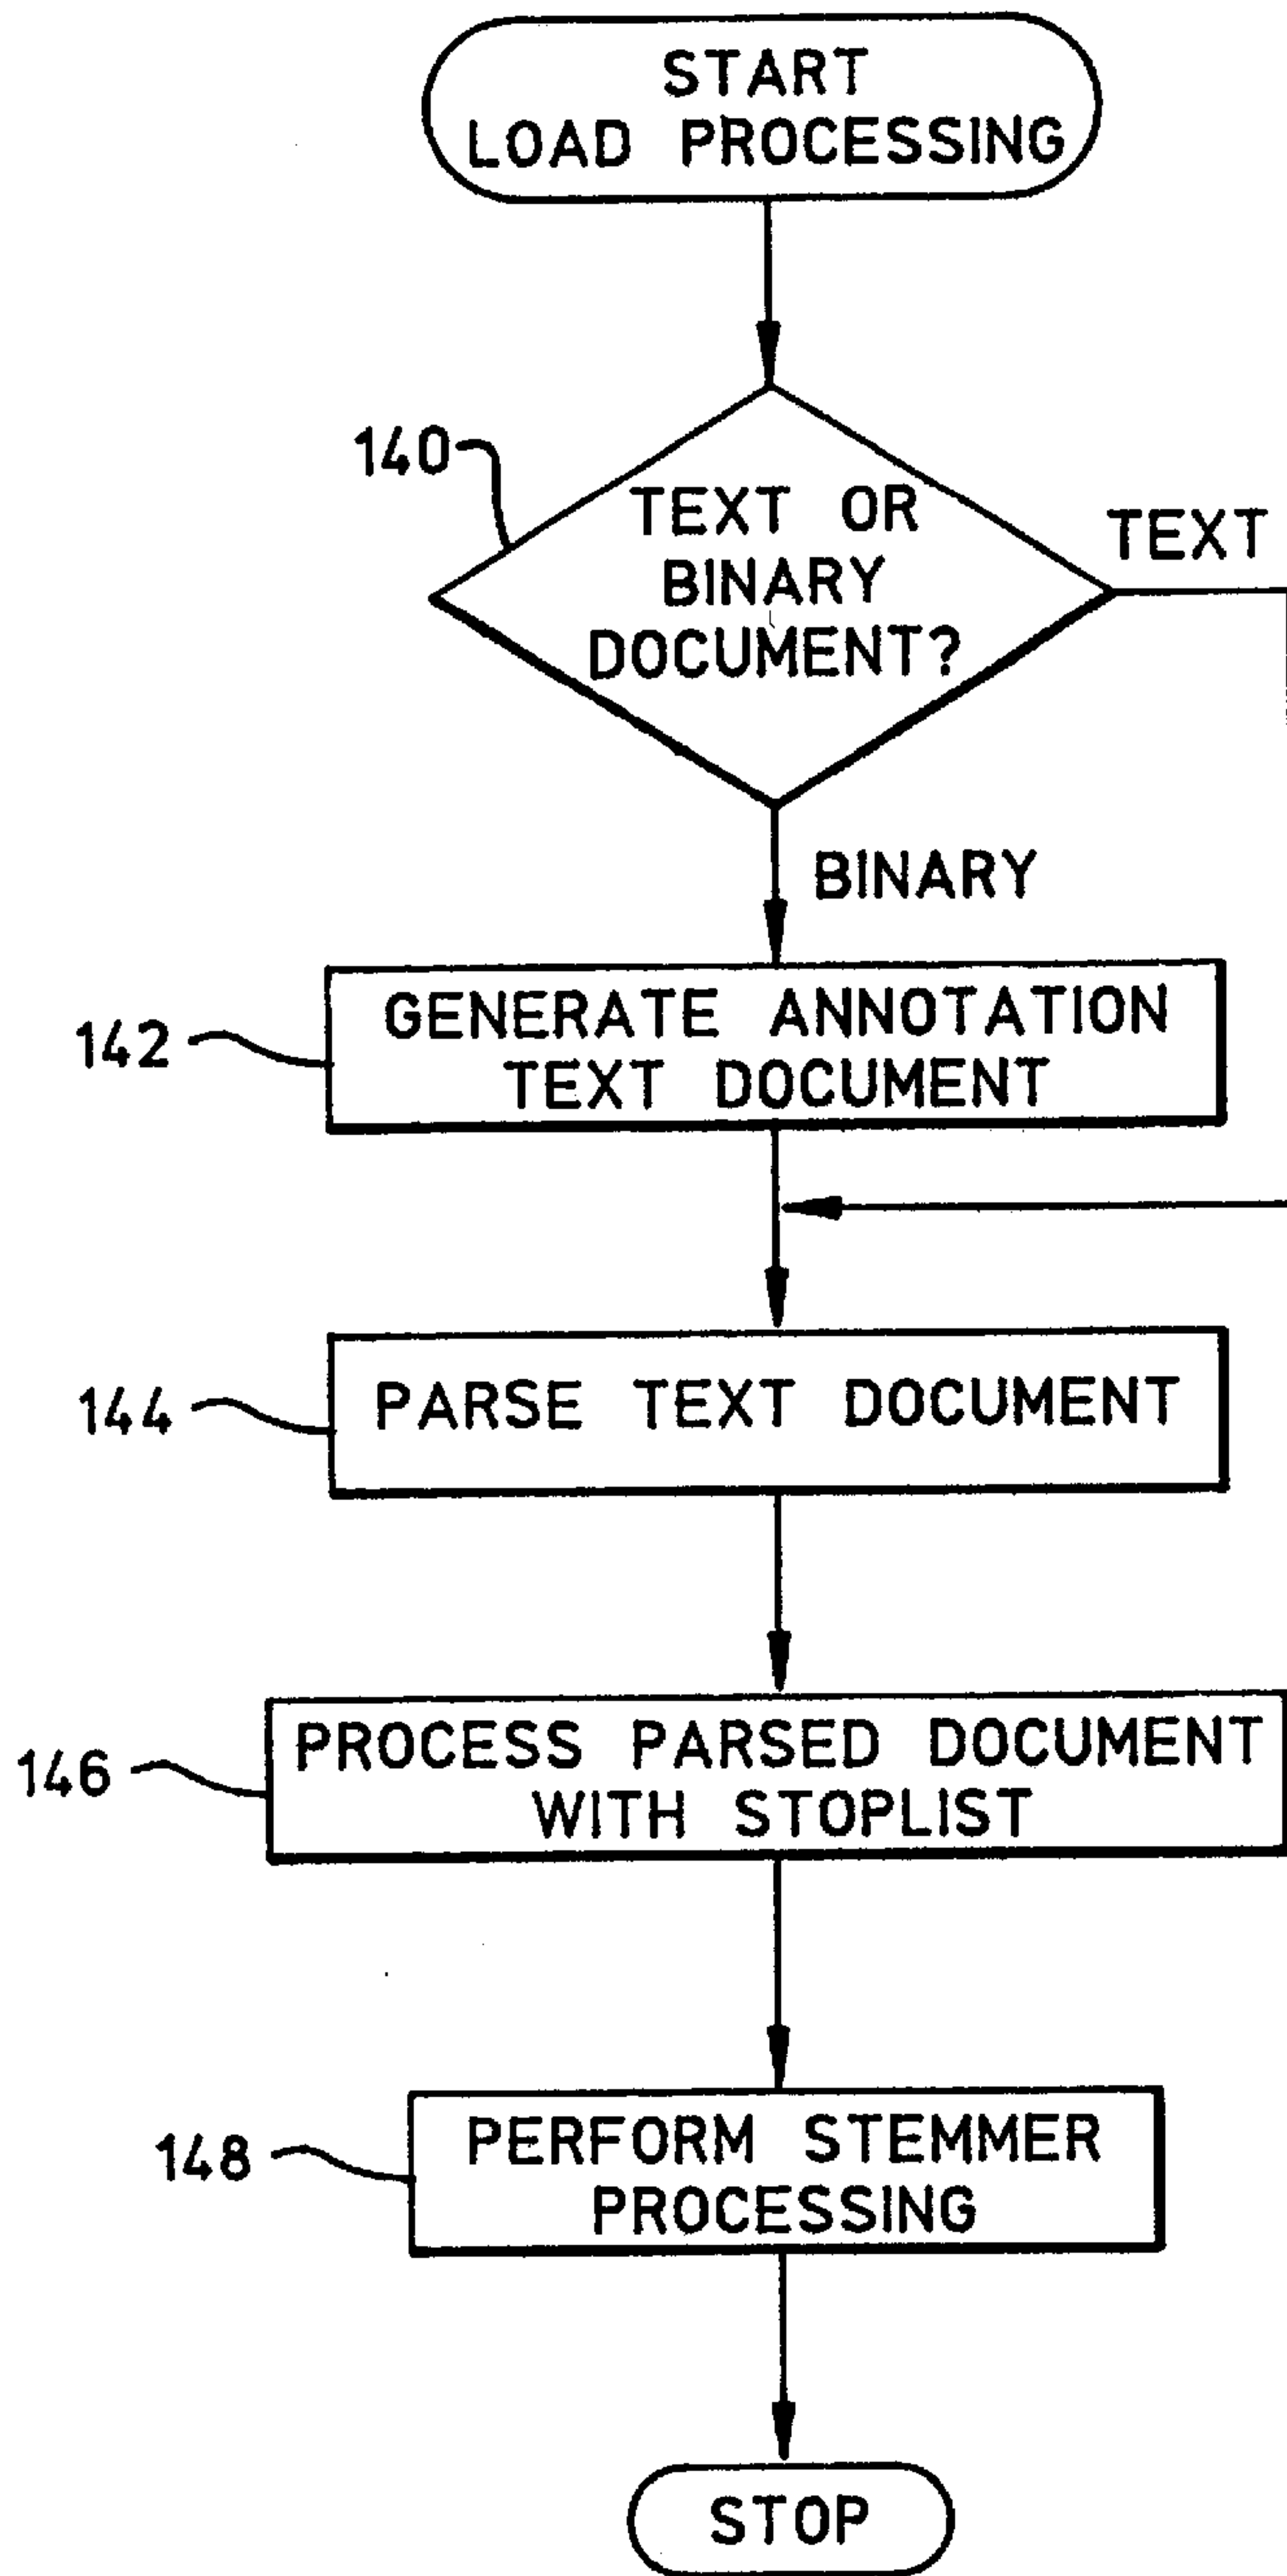 START
LOAD PROCESSING
140
TEXT OR
BINARY
DOCUMENT?
TEXT
BINARY
142
GENERATE ANNOTATION
TEXT DOCUMENT
144
PARSE TEXT DOCUMENT
146
PROCESS PARSED DOCUMENT
WITH STOPLIST
148
PERFORM STEMMER
PROCESSING
STOP